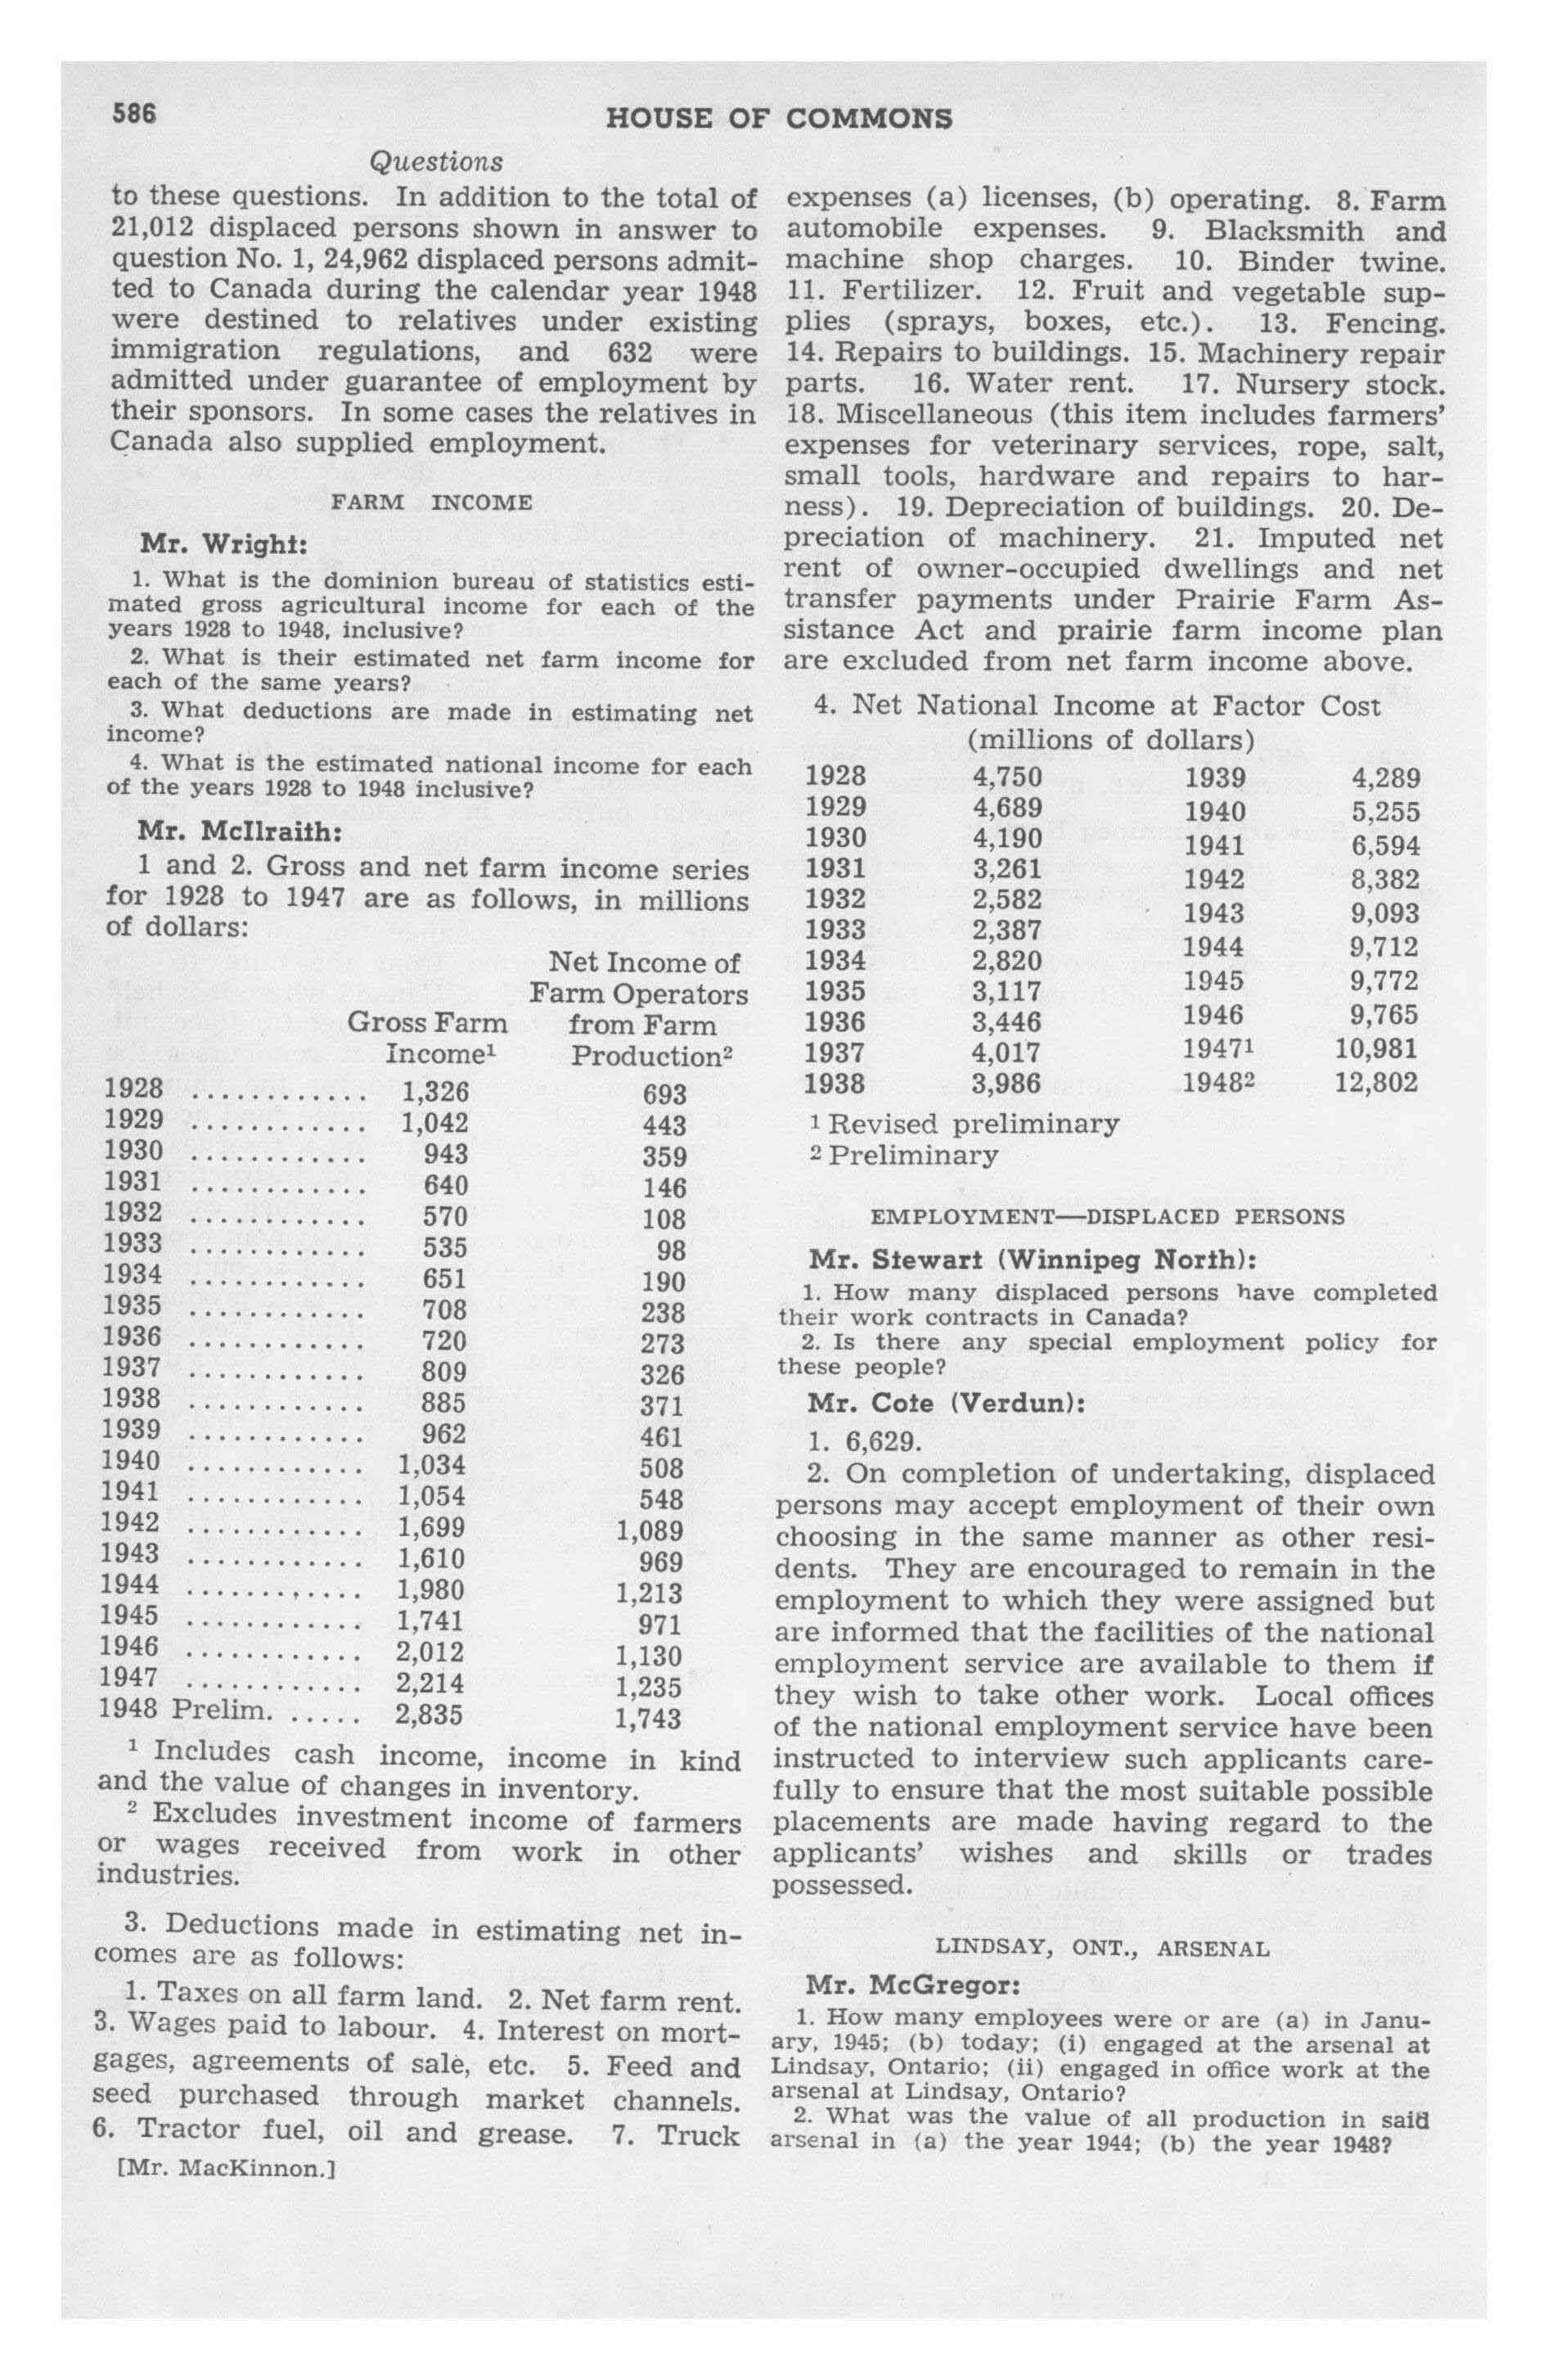 586
HOUSE OF COMMONS
Questions
to these questions. In addition to the total of
21,012 displaced persons shown in answer to
question No. 1, 24,962 displaced persons admit-
ted to Canada during the calendar year 1948
were destined to relatives under existing
immigration regulations, and 632 were
admitted under guarantee of employment by
their sponsors. In some cases the relatives in
Canada also supplied employment.
FARM INCOME
Mr. Wright:
1. What is the dominion bureau of statistics esti-
mated gross agricultural income for each of the
years 1928 to 1948, inclusive?
2. What is their estimated net farm income for
each of the same years?
3. What deductions are made in estimating net
income?
4. What is the estimated national income for each
of the years 1928 to 1948 inclusive?
Mr. McIlraith:
1 and 2. Gross and net farm income series
for 1928 to 1947 are as follows, in millions
of dollars:
Net Income of
Farm Operators
Gross Farm from Farm
Income¹ Production²
1928 ............ 1,326 693
1929 ............ 1,042 443
1930 ............ 943 359
1931 ............ 640 146
1932 ............ 570 108
1933 ............ 535 98
1934 ............ 651 190
1935 ............ 708 238
1936 ............ 720 273
1937 ............ 809 326
1938 ............ 885 371
1939 ............ 962 461
1940 ............ 1,034 508
1941 ............ 1,054 548
1942 ............ 1,699 1,089
1943 ............ 1,610 969
1944 ............ 1,980 1,213
1945 ............ 1,741 971
1946 ............ 2,012 1,130
1947 ............ 2,214 1,235
1948 Prelim. ..... 2,835 1,743
¹ Includes cash income, income in kind
and the value of changes in inventory.
² Excludes investment income of farmers
or wages received from work in other
industries.
3. Deductions made in estimating net in-
comes are as follows:
1. Taxes on all farm land. 2. Net farm rent.
3. Wages paid to labour. 4. Interest on mort-
gages, agreements of sale, etc. 5. Feed and
seed purchased through market channels.
6. Tractor fuel, oil and grease. 7. Truck
[Mr. MacKinnon.]
expenses (a) licenses, (b) operating. 8. Farm
automobile expenses. 9. Blacksmith and
machine shop charges. 10. Binder twine.
11. Fertilizer. 12. Fruit and vegetable sup-
plies (sprays, boxes, etc.). 13. Fencing.
14. Repairs to buildings. 15. Machinery repair
parts. 16. Water rent. 17. Nursery stock.
18. Miscellaneous (this item includes farmers'
expenses for veterinary services, rope, salt,
small tools, hardware and repairs to har-
ness). 19. Depreciation of buildings. 20. De-
preciation of machinery. 21. Imputed net
rent of owner-occupied dwellings and net
transfer payments under Prairie Farm As-
sistance Act and prairie farm income plan
are excluded from net farm income above.
4. Net National Income at Factor Cost
(millions of dollars)
1928 4,750 1939 4,289
1929 4,689 1940 5,255
1930 4,190 1941 6,594
1931 3,261 1942 8,382
1932 2,582 1943 9,093
1933 2,387 1944 9,712
1934 2,820 1945 9,772
1935 3,117 1946 9,765
1936 3,446 1947¹ 10,981
1937 4,017 1948² 12,802
1938 3,986
¹ Revised preliminary
² Preliminary
EMPLOYMENT—DISPLACED PERSONS
Mr. Stewart (Winnipeg North):
1. How many displaced persons have completed
their work contracts in Canada?
2. Is there any special employment policy for
these people?
Mr. Cote (Verdun):
1. 6,629.
2. On completion of undertaking, displaced
persons may accept employment of their own
choosing in the same manner as other resi-
dents. They are encouraged to remain in the
employment to which they were assigned but
are informed that the facilities of the national
employment service are available to them if
they wish to take other work. Local offices
of the national employment service have been
instructed to interview such applicants care-
fully to ensure that the most suitable possible
placements are made having regard to the
applicants' wishes and skills or trades
possessed.
LINDSAY, ONT., ARSENAL
Mr. McGregor:
1. How many employees were or are (a) in Janu-
ary, 1945; (b) today; (i) engaged at the arsenal at
Lindsay, Ontario; (ii) engaged in office work at the
arsenal at Lindsay, Ontario?
2. What was the value of all production in said
arsenal in (a) the year 1944; (b) the year 1948?